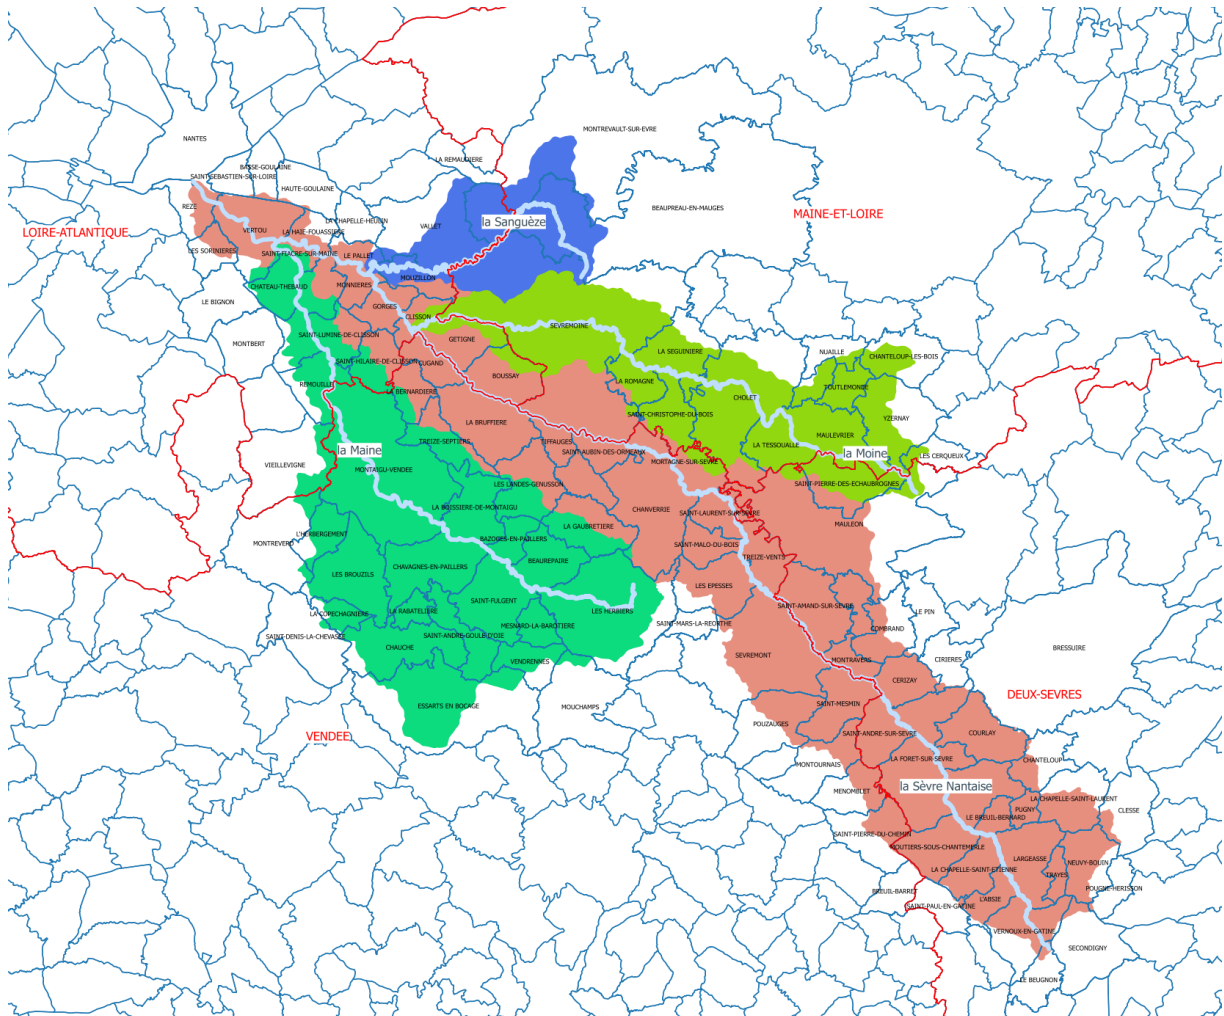 MONTREVAULT-SUR-EVRE
NANTES
LA REMAUDIERE
BASSE-GOULAINE
SAINT-SEBASTIEN-SUR-LOIRE
HAUTE-GOULAINE
REZE
BEAUPREAU-EN-MAUGES
MAINE-ET-LOIRE
LA CHAPELLE-HEULIN
la Sanguèze
VALLET
LOIRE-ATLANTIQUE
VERTOU
LA HAIE-FOUASSIERE
LES SORINIERES
SAINT-FIACRE-SUR-MAINE
LE PALLET
MOUZILLON
CHATEAU-THEBAUD
MONNIERES
LE BIGNON
GORGES
CLISSON
SEVREMOINE
SAINT-LUMINE-DE-CLISSON
GETIGNE
MONTBERT
LA SEGUINIERE
NUAILLE
CHANTELOUP-LES-BOIS
SAINT-HILAIRE-DE-CLISSON
CUGAND
BOUSSAY
LA ROMAGNE
REMOUILLE
TOUTLEMONDE
LA BERNARDIERE
CHOLET
SAINT-CHRISTOPHE-DU-BOIS
YZERNAY
LA BRUFFIERE
MAULEVRIER
TREIZE-SEPTIERS
TIFFAUGES
LA TESSOUALLE
la Maine
SAINT-AUBIN-DES-ORMEAUX
la Moine
LES CERQUEUX
VIEILLEVIGNE
MORTAGNE-SUR-SEVRE
MONTAIGU-VENDEE
LES LANDES-GENUSSON
SAINT-PIERRE-DES-ECHAUBROGNES
LA BOISSIERE-DE-MONTAIGU
CHANVERRIE
SAINT-LAURENT-SUR-SEVRE
LA GAUBRETIERE
MAULEON
L'HERBERGEMENT
BAZOGES-EN-PAILLERS
MONTREVERD
SAINT-MALO-DU-BOIS
TREIZE-VENTS
BEAUREPAIRE
CHAVAGNES-EN-PAILLERS
LES BROUZILS
LES EPESSES
SAINT-FULGENT
SAINT-AMAND-SUR-SEVRE
LA COPECHAGNIERE
LA RABATELIERE
LES HERBIERS
LE PIN
SAINT-MARS-LA-REORTHE
MESNARD-LA-BAROTIERE
COMBRAND
SAINT-DENIS-LA-CHEVASSE
SAINT-ANDRE-GOULE D'OIE
CHAUCHE
BRESSUIRE
SEVREMONT
MONTRAVERS
CIRIERES
VENDRENNES
CERIZAY
DEUX-SEVRES
ESSARTS EN BOCAGE
MOUCHAMPS
SAINT-MESMIN
POUZAUGES
VENDEE
SAINT-ANDRE-SUR-SEVRE
COURLAY
LA FORET-SUR-SEVRE
CHANTELOUP
MONTOURNAIS
la Sèvre Nantaise
MENOMBLET
LA CHAPELLE-SAINT-LAURENT
PUGNY
CLESSE
LE BREUIL-BERNARD
SAINT-PIERRE-DU-CHEMIN
MOUTIERS-SOUS-CHANTEMERLE
LARGEASSE
NEUVY-BOUIN
LA CHAPELLE-SAINT-ETIENNE
TRAYES
BREUIL-BARRET
POUGNE-HERISSON
L'ABSIE
SAINT-PAUL-EN-GATINE
VERNOUX-EN-GATINE
SECONDIGNY
LE BEUGNON